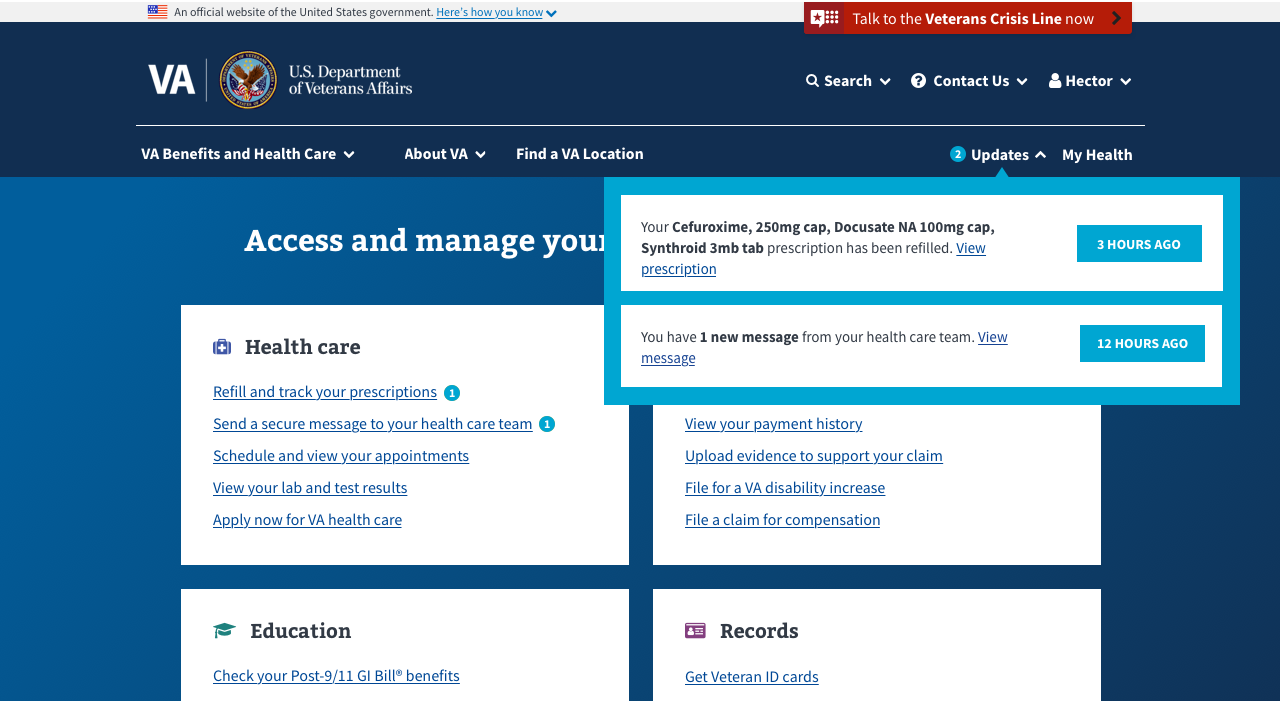 An official website of the United States government. Here's how you know
Talk to the Veterans Crisis Line now
VA
U.S. Department
of Veterans Affairs
Search
Contact Us
Hector
VA Benefits and Health Care
About VA
Find a VA Location
2 Updates
My Health
Access and manage your
Your Cefuroxime, 250mg cap, Docusate NA 100mg cap,
Synthroid 3mb tab prescription has been refilled. View
prescription
3 HOURS AGO
You have 1 new message from your health care team. View
message
12 HOURS AGO
Health care
Refill and track your prescriptions 1
Send a secure message to your health care team 1
Schedule and view your appointments
View your lab and test results
Apply now for VA health care
View your payment history
Upload evidence to support your claim
File for a VA disability increase
File a claim for compensation
Education
Check your Post-9/11 GI Bill® benefits
Records
Get Veteran ID cards